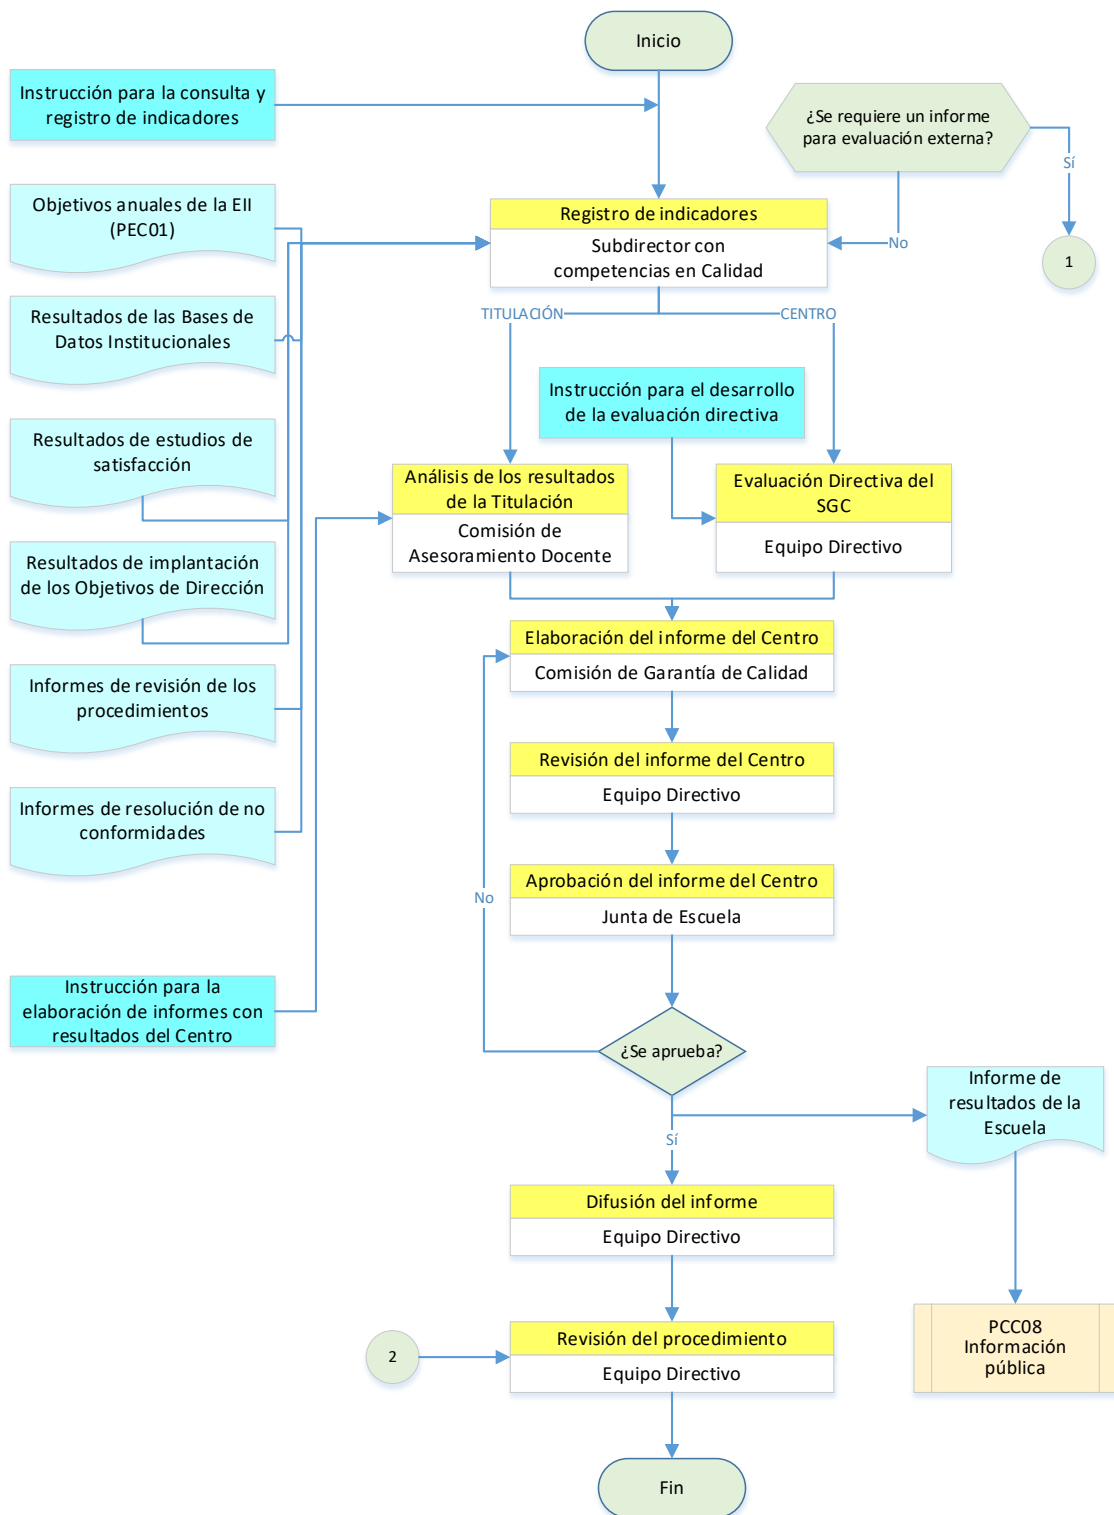 Inicio
Instrucción para la consulta y
registro de indicadores
¿Se requiere un informe
para evaluación externa?
Sí
No
1
Objetivos anuales de la EII
(PEC01)
Registro de indicadores
Subdirector con
competencias en Calidad
Resultados de las Bases de
Datos Institucionales
TITULACIÓN
CENTRO
Instrucción para el desarrollo
de la evaluación directiva
Resultados de estudios de
satisfacción
Análisis de los resultados
de la Titulación
Comisión de
Asesoramiento Docente
Evaluación Directiva del
SGC
Equipo Directivo
Resultados de implantación
de los Objetivos de Dirección
Elaboración del informe del Centro
Comisión de Garantía de Calidad
Informes de revisión de los
procedimientos
Revisión del informe del Centro
Equipo Directivo
Informes de resolución de no
conformidades
Aprobación del informe del Centro
Junta de Escuela
No
Instrucción para la
elaboración de informes con
resultados del Centro
¿Se aprueba?
Sí
Informe de
resultados de la
Escuela
Difusión del informe
Equipo Directivo
2
Revisión del procedimiento
Equipo Directivo
PCC08
Información
pública
Fin